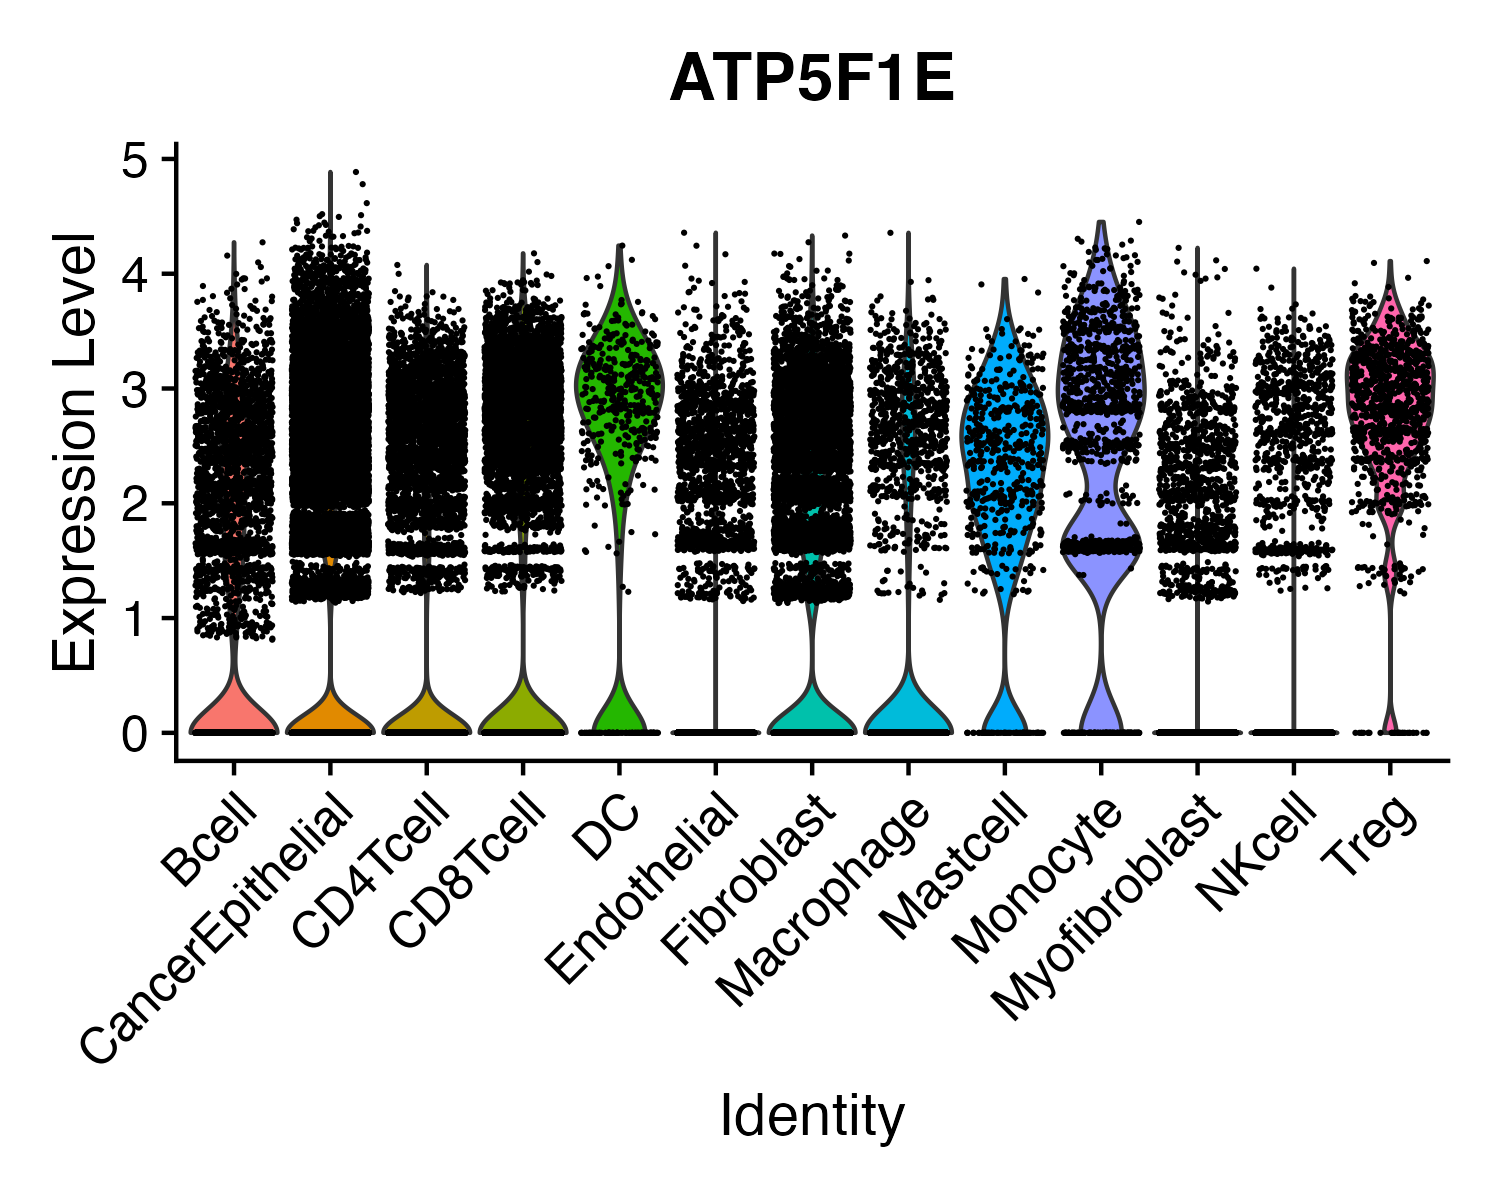 ATP5F1E
Expression Level
5
4
3
2
1
0
Bcell
CancerEpithelial
CD4Tcell
CD8Tcell
DC
Endothelial
Fibroblast
Macrophage
Mastcell
Monocyte
Myofibroblast
NKcell
Treg
Identity